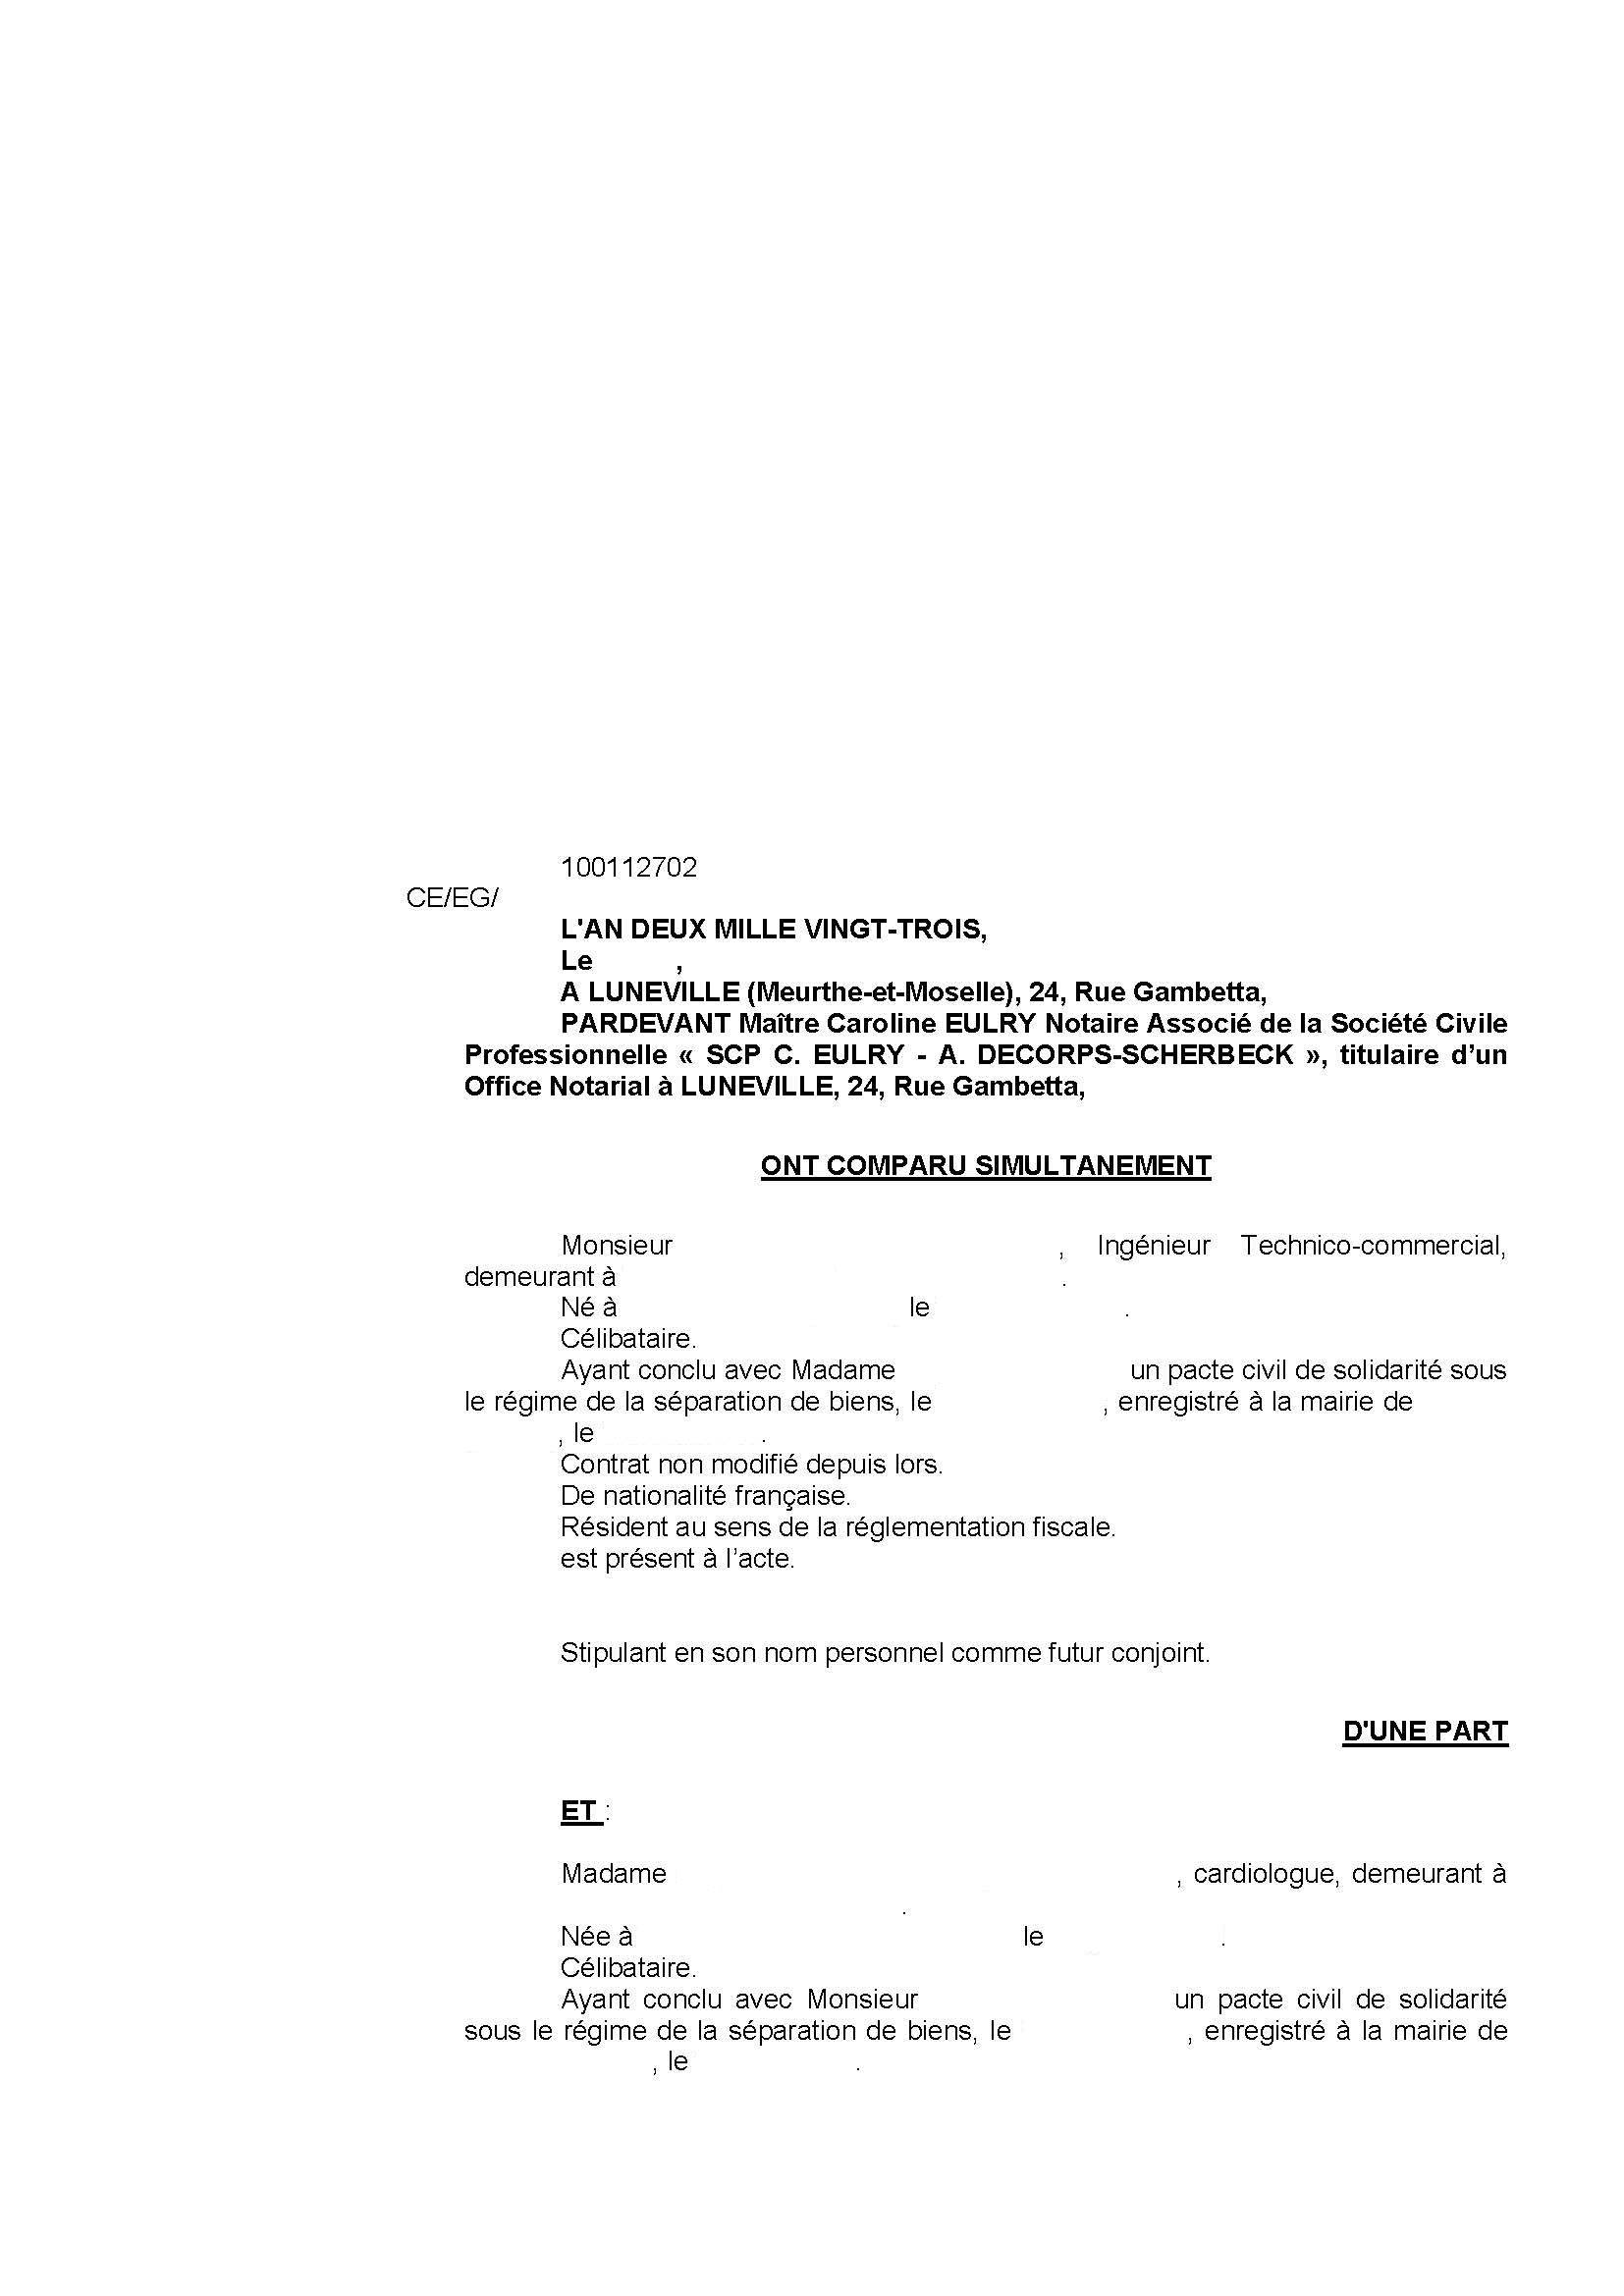 100112702
CE/EG/
L'AN DEUX MILLE VINGT-TROIS,
Le ,
A LUNEVILLE (Meurthe-et-Moselle), 24, Rue Gambetta,
PARDEVANT Maître Caroline EULRY Notaire Associé de la Société Civile
Professionnelle « SCP C. EULRY - A. DECORPS-SCHERBECK », titulaire d’un
Office Notarial à LUNEVILLE, 24, Rue Gambetta,
ONT COMPARU SIMULTANEMENT
Monsieur , Ingénieur Technico-commercial,
demeurant à .
Né à le .
Célibataire.
Ayant conclu avec Madame un pacte civil de solidarité sous
le régime de la séparation de biens, le , enregistré à la mairie de
, le .
Contrat non modifié depuis lors.
De nationalité française.
Résident au sens de la réglementation fiscale.
est présent à l’acte.
Stipulant en son nom personnel comme futur conjoint.
D'UNE PART
ET :
Madame , cardiologue, demeurant à
.
Née à le .
Célibataire.
Ayant conclu avec Monsieur un pacte civil de solidarité
sous le régime de la séparation de biens, le , enregistré à la mairie de
, le .